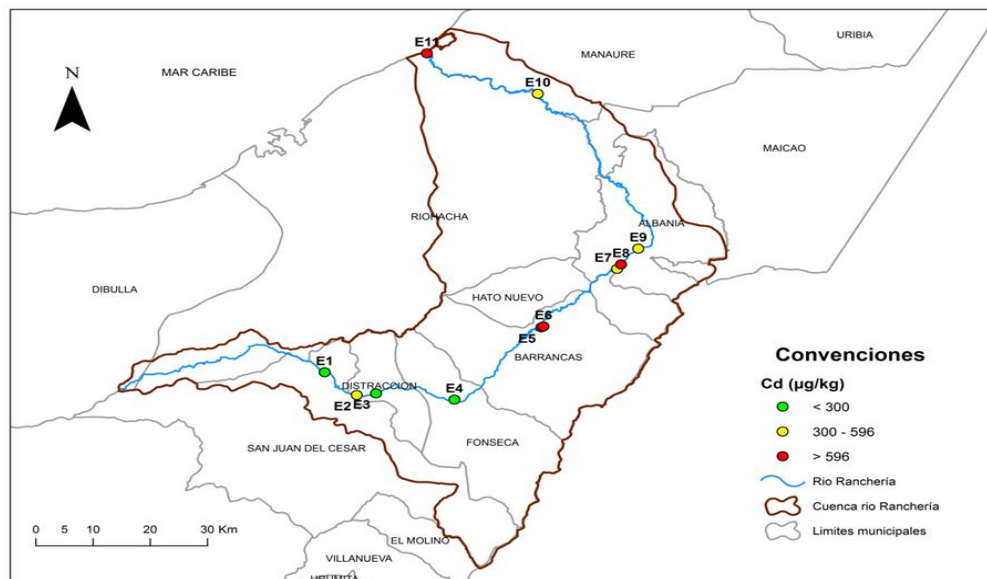 E11
URIBIA
MANAURE
MAR CARIBE
N
E10
MAICAO
RIOHACHA
ALBANIA
E9
E8
E7
DIBULLA
HATO NUEVO
E6
E5
BARRANCAS
Convenciones
E1
Cd (µg/kg)
DISTRACCIÓN
E4
E2
E3
< 300
300 - 596
FONSECA
SAN JUAN DEL CESAR
> 596
Rio Ranchería
Cuenca rio Ranchería
0 5 10 20 30 Km
Limites municipales
EL MOLINO
VILLANUEVA